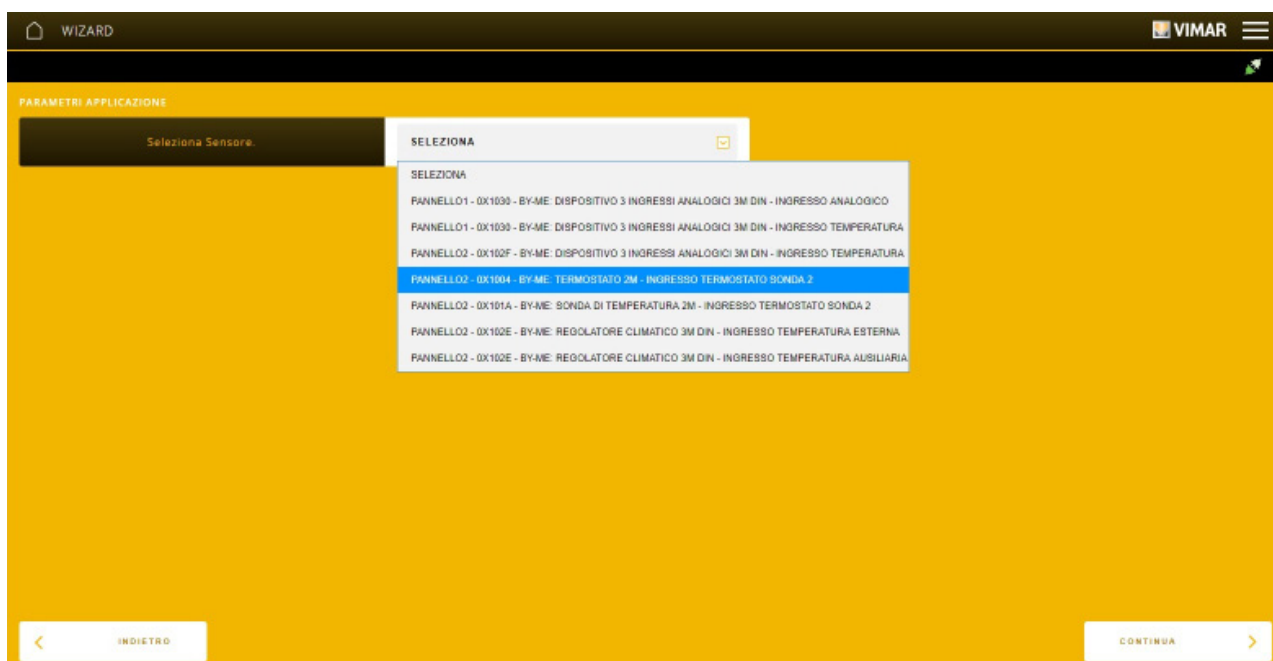 WIZARD
VIMAR
PARAMETRI APPLICAZIONE
Seleziona Sensore.
SELEZIONA
SELEZIONA
PANNELLO1 - 0X1030 - BY-ME: DISPOSITIVO 3 INGRESSI ANALOGICI 3M DIN - INGRESSO ANALOGICO
PANNELLO1 - 0X1030 - BY-ME: DISPOSITIVO 3 INGRESSI ANALOGICI 3M DIN - INGRESSO TEMPERATURA
PANNELLO2 - 0X102F - BY-ME: DISPOSITIVO 3 INGRESSI ANALOGICI 3M DIN - INGRESSO TEMPERATURA
PANNELLO2 - 0X1004 - BY-ME: TERMOSTATO 2M - INGRESSO TERMOSTATO SONDA 2
PANNELLO2 - 0X101A - BY-ME: SONDA DI TEMPERATURA 2M - INGRESSO TERMOSTATO SONDA 2
PANNELLO2 - 0X102E - BY-ME: REGOLATORE CLIMATICO 3M DIN - INGRESSO TEMPERATURA ESTERNA
PANNELLO2 - 0X102E - BY-ME: REGOLATORE CLIMATICO 3M DIN - INGRESSO TEMPERATURA AUSILIARIA
INDIETRO
CONTINUA